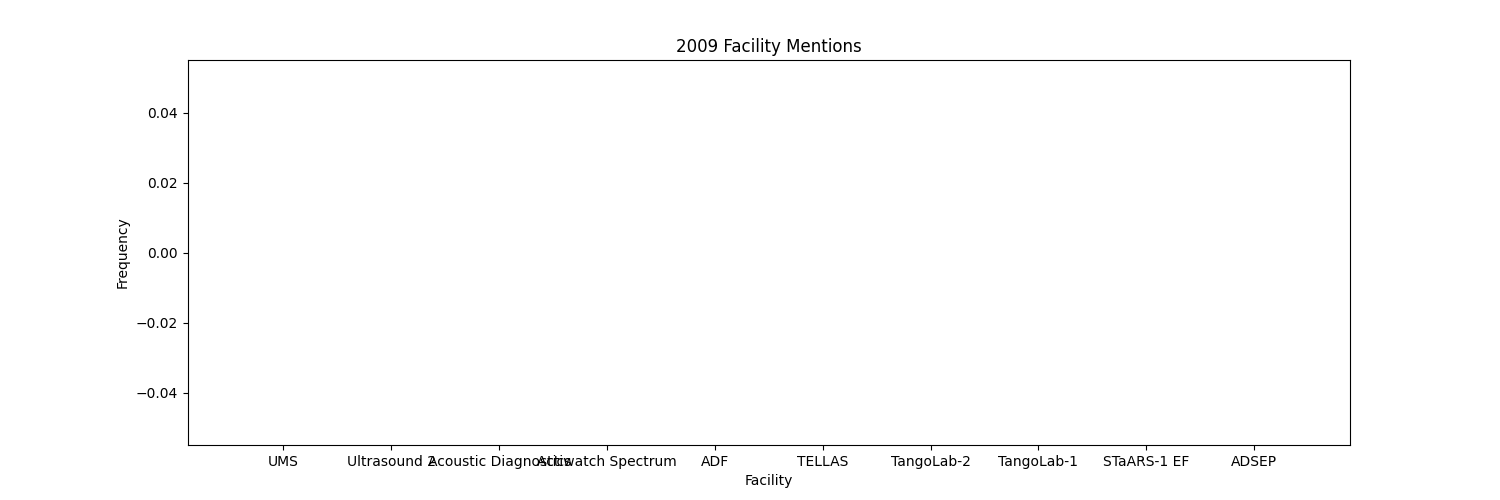 2009 Facility Mentions
0.04
0.02
0.00
−0.02
−0.04
Frequency
UMS Ultrasound 2 Acoustic Diagnostics Actiwatch Spectrum ADF TELLAS TangoLab-2 TangoLab-1 STaARS-1 EF ADSEP
Facility